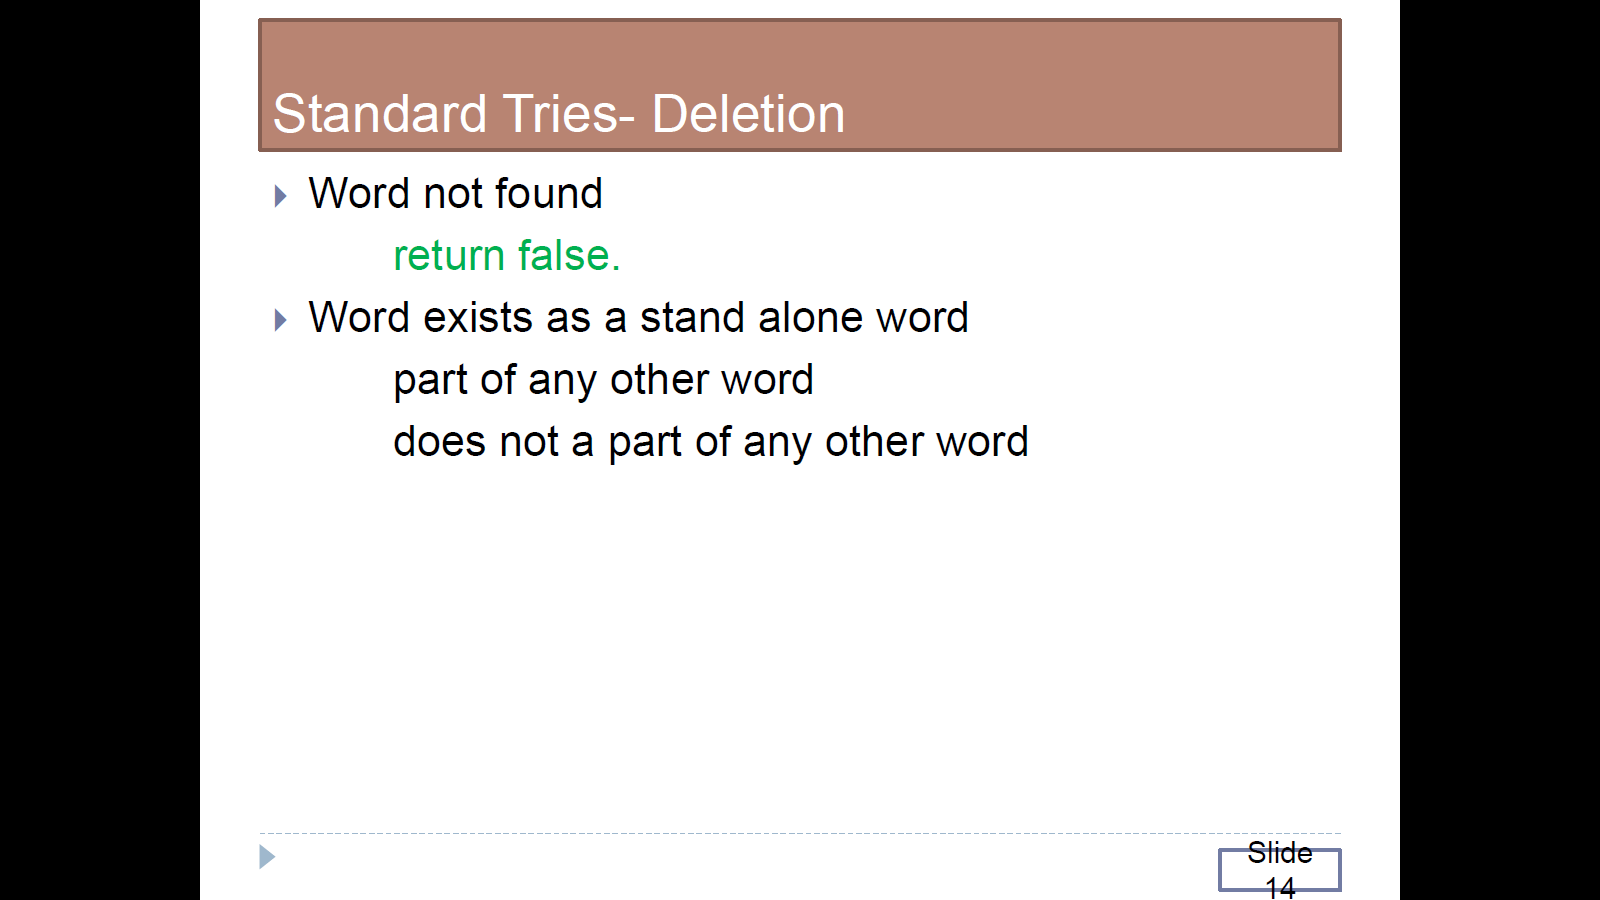 Standard Tries- Deletion
Word not found
return false.
Word exists as a stand alone word
part of any other word
does not a part of any other word
Slide
14